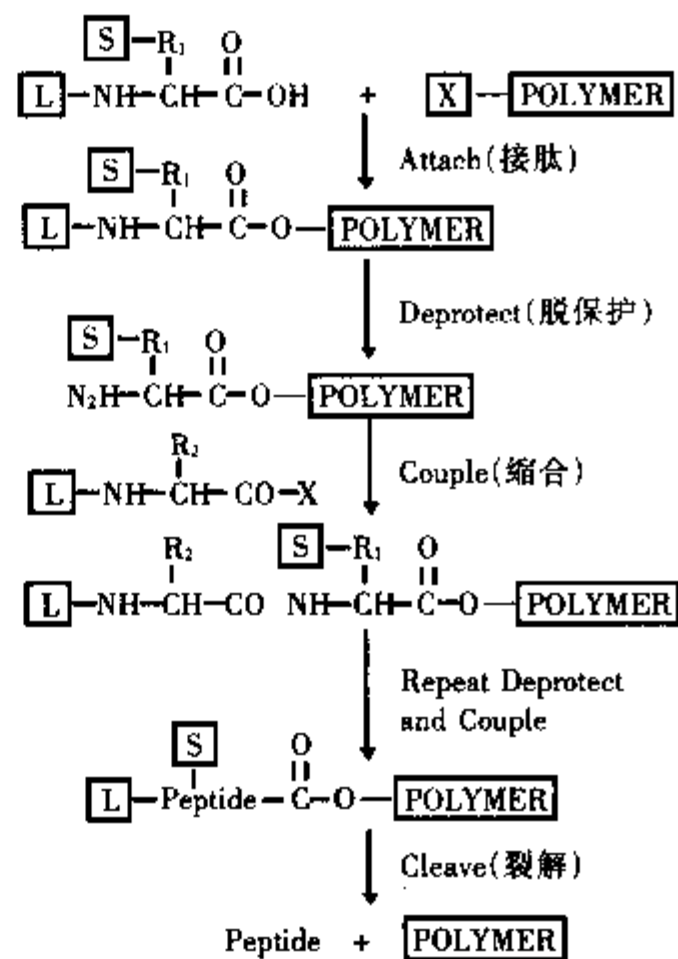 S–R₁ O
L–NH–CH–C–OH + X–POLYMER
Attach(接肽)
S–R₁ O
L–NH–CH–C–O–POLYMER
Deprotect(脱保护)
S–R₁ O
N₂H–CH–C–O–POLYMER
R₂
L–NH–CH–CO–X
Couple(缩合)
R₂ S–R₁ O
L–NH–CH–CO NH–CH–C–O–POLYMER
Repeat Deprotect
and Couple
S O
L–Peptide–C–O–POLYMER
Cleave(裂解)
Peptide + POLYMER